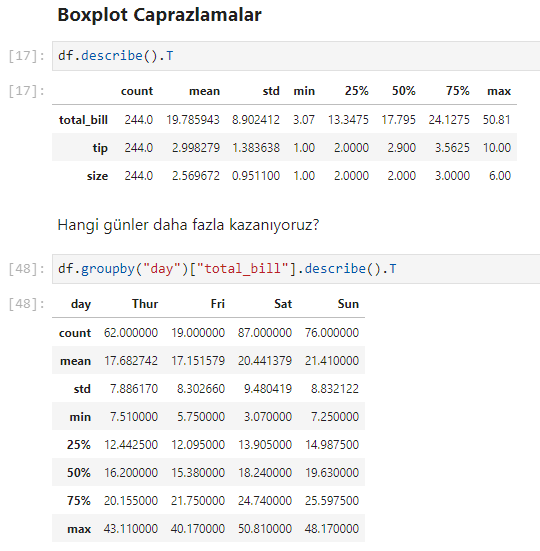 Boxplot Caprazlamalar
[17]: df.describe().T
[17]: count mean std min 25% 50% 75% max
total_bill 244.0 19.785943 8.902412 3.07 13.3475 17.795 24.1275 50.81
tip 244.0 2.998279 1.383638 1.00 2.0000 2.900 3.5625 10.00
size 244.0 2.569672 0.951100 1.00 2.0000 2.000 3.0000 6.00
Hangi günler daha fazla kazanıyoruz?
[48]: df.groupby("day")["total_bill"].describe().T
[48]: day Thur Fri Sat Sun
count 62.000000 19.000000 87.000000 76.000000
mean 17.682742 17.151579 20.441379 21.410000
std 7.886170 8.302660 9.480419 8.832122
min 7.510000 5.750000 3.070000 7.250000
25% 12.442500 12.095000 13.905000 14.987500
50% 16.200000 15.380000 18.240000 19.630000
75% 20.155000 21.750000 24.740000 25.597500
max 43.110000 40.170000 50.810000 48.170000